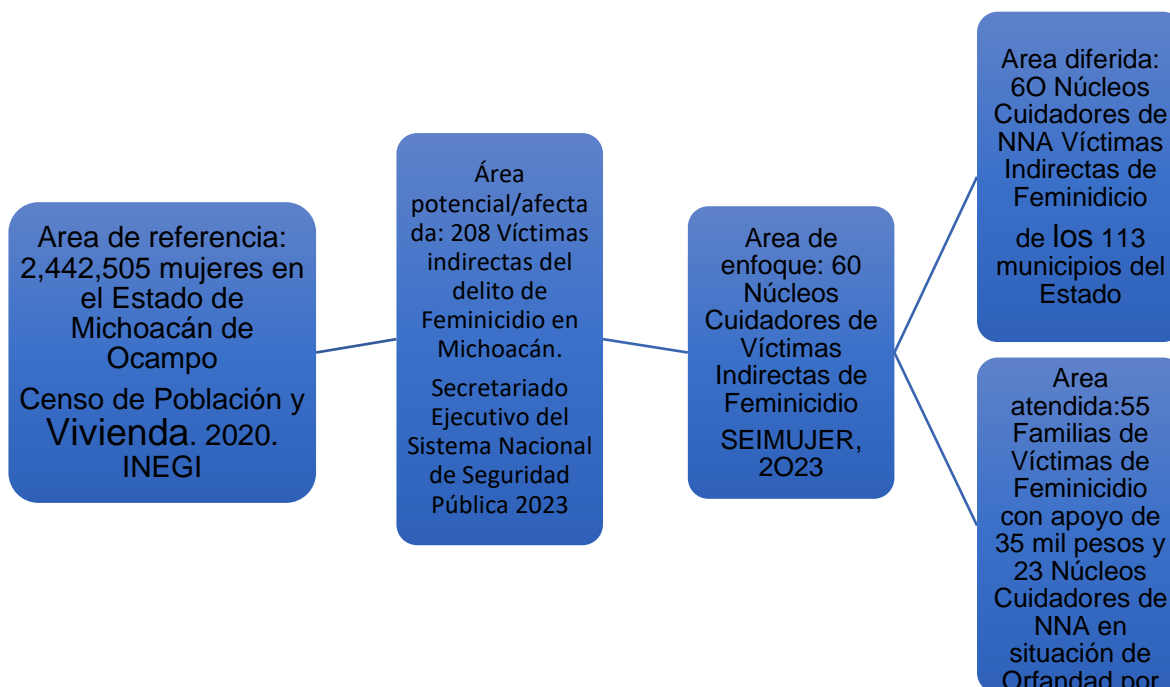 Area de referencia:
2,442,505 mujeres en
el Estado de
Michoacán de
Ocampo
Censo de Población y
Vivienda. 2020.
INEGI
Área
potencial/afecta
da: 208 Víctimas
indirectas del
delito de
Feminicidio en
Michoacán.
Secretariado
Ejecutivo del
Sistema Nacional
de Seguridad
Pública 2023
Area de
enfoque: 60
Núcleos
Cuidadores de
Víctimas
Indirectas de
Feminicidio
SEIMUJER,
2O23
Area diferida:
6O Núcleos
Cuidadores de
NNA Víctimas
Indirectas de
Feminidicio
de los 113
municipios del
Estado
Area
atendida:55
Familias de
Víctimas de
Feminicidio
con apoyo de
35 mil pesos y
23 Núcleos
Cuidadores de
NNA en
situación de
Orfandad por